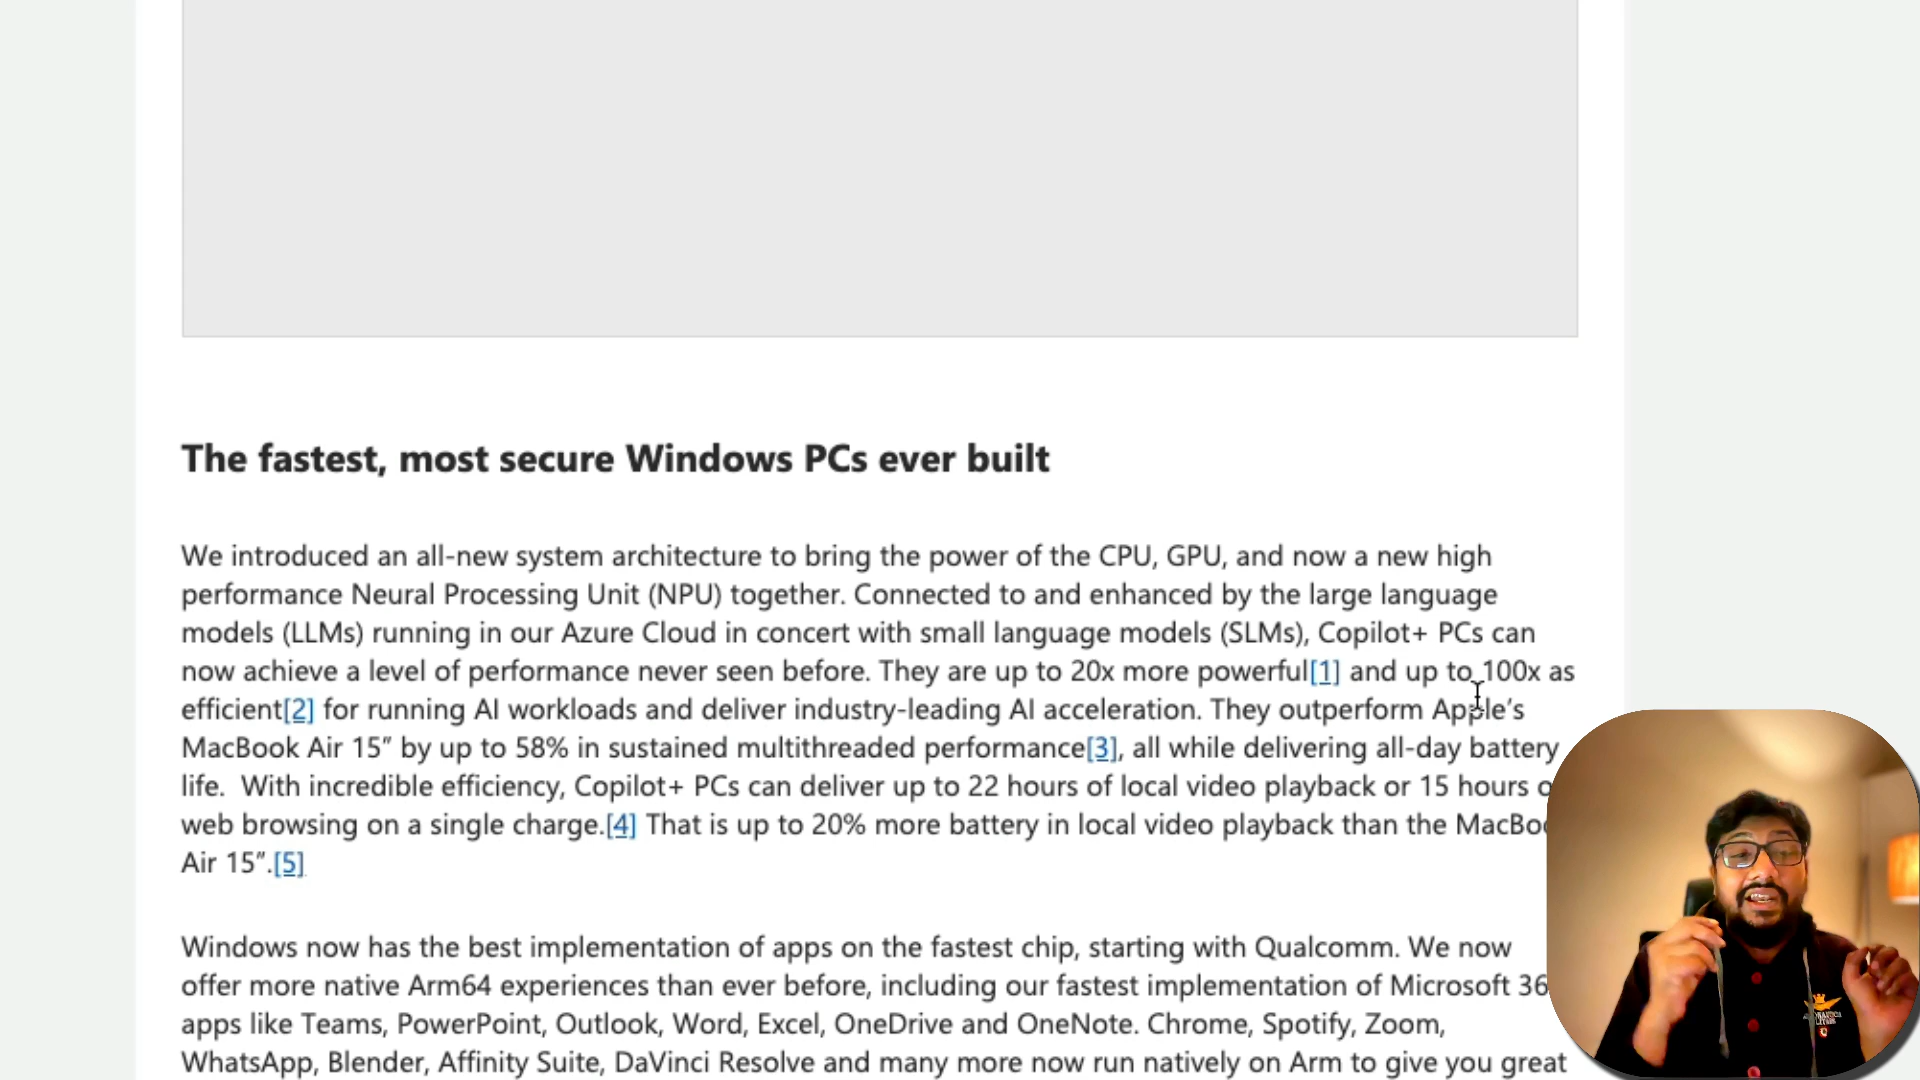 The fastest, most secure Windows PCs ever built
We introduced an all-new system architecture to bring the power of the CPU, GPU, and now a new high
performance Neural Processing Unit (NPU) together. Connected to and enhanced by the large language
models (LLMs) running in our Azure Cloud in concert with small language models (SLMs), Copilot+ PCs can
now achieve a level of performance never seen before. They are up to 20x more powerful[1] and up to 100x as
efficient[2] for running AI workloads and deliver industry-leading AI acceleration. They outperform Apple’s
MacBook Air 15” by up to 58% in sustained multithreaded performance[3], all while delivering all-day battery
life. With incredible efficiency, Copilot+ PCs can deliver up to 22 hours of local video playback or 15 hours o
web browsing on a single charge.[4] That is up to 20% more battery in local video playback than the MacBo
Air 15”.[5]
Windows now has the best implementation of apps on the fastest chip, starting with Qualcomm. We now
offer more native Arm64 experiences than ever before, including our fastest implementation of Microsoft 36
apps like Teams, PowerPoint, Outlook, Word, Excel, OneDrive and OneNote. Chrome, Spotify, Zoom,
WhatsApp, Blender, Affinity Suite, DaVinci Resolve and many more now run natively on Arm to give you great